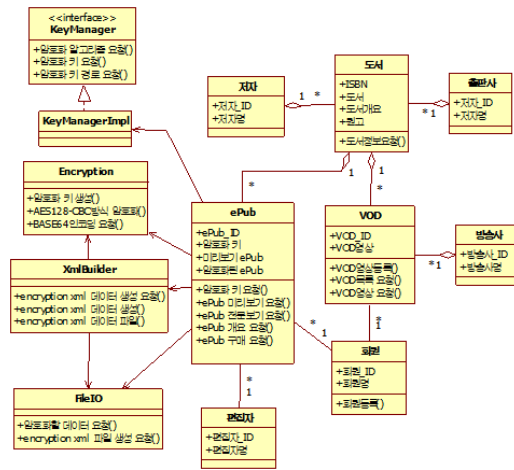 <<interface>>
KeyManager
+암호화 알고리즘 요청()
+암호화 키 요청()
+암호화 키 경로 요청()
KeyManagerImpl
Encryption
+암호화 키 생성()
+AES128-CBC방식 암호화()
+BASE64인코딩 요청()
XmlBuilder
+encryption xml 데이터 생성 요청()
+encryption xml 데이터 생성()
+encryption xml 데이터 파일()
FileIO
+암호화할 데이터 요청()
+encryption xml 파일 생성 요청()
저자
+저자_ID
+저자명
1
*
도서
+ISBN
+도서
+도서개요
+원고
+도서정보요청()
*
1
출판사
+저자_ID
+저자명
1
*
1
*
ePub
+ePub_ID
+암호화 키
+미리보기 ePub
+암호화된 ePub
+암호화 키 요청()
+ePub 미리보기 요청()
+ePub 전문보기 요청()
+ePub 개요 요청()
+ePub 구매 요청()
VOD
+VOD_ID
+VOD영상
+VOD영상등록()
+VOD목록 요청()
+VOD영상 요청()
*
1
방송사
+방송사_ID
+방송사명
*
1
*
1
회원
+회원_ID
+회원명
+회원등록()
*
1
편집자
+편집자_ID
+편집자명